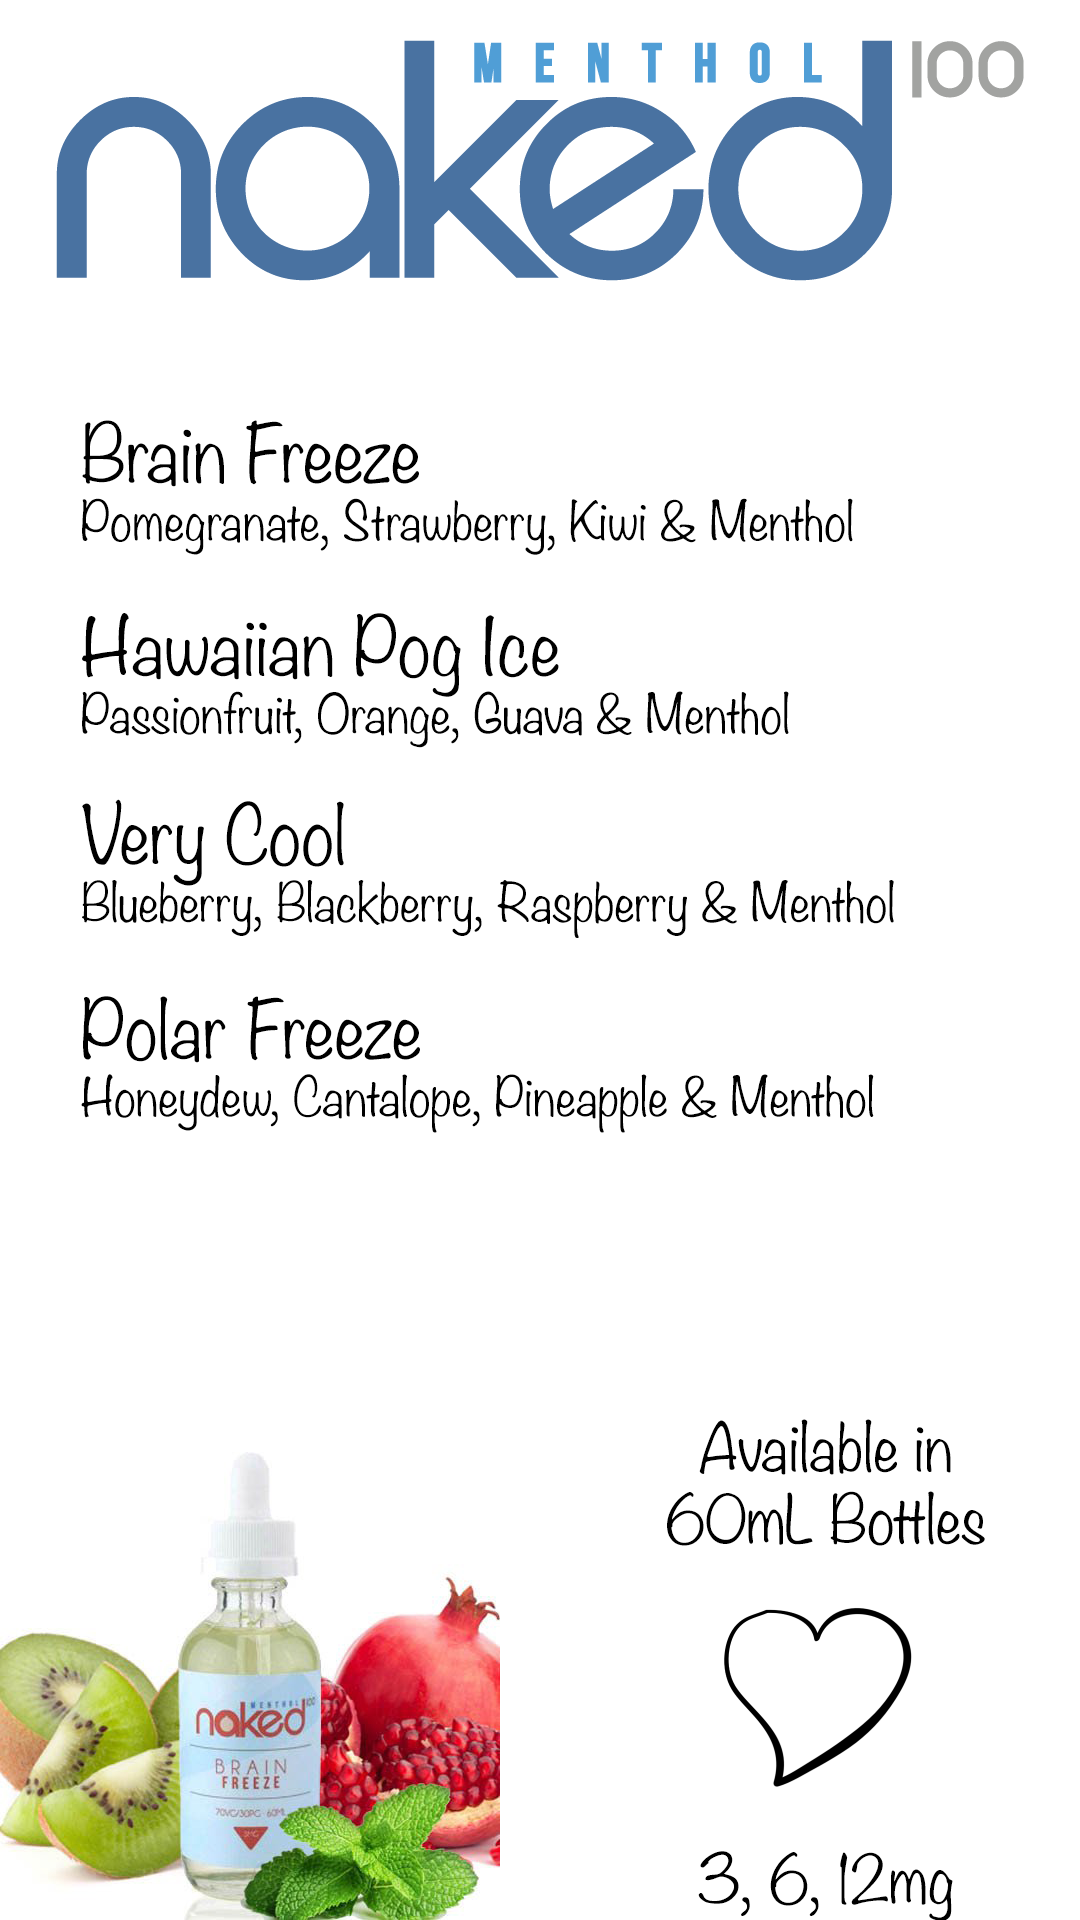 MENTHOL
naked 100
Brain Freeze
Pomegranate, Strawberry, Kiwi & Menthol
Hawaiian Pog Ice
Passionfruit, Orange, Guava & Menthol
Very Cool
Blueberry, Blackberry, Raspberry & Menthol
Polar Freeze
Honeydew, Cantalope, Pineapple & Menthol
Available in
60mL Bottles
3, 6, 12mg
MENTHOL
naked 100
BRAIN
FREEZE
70VG/30PG 60ML
3MG